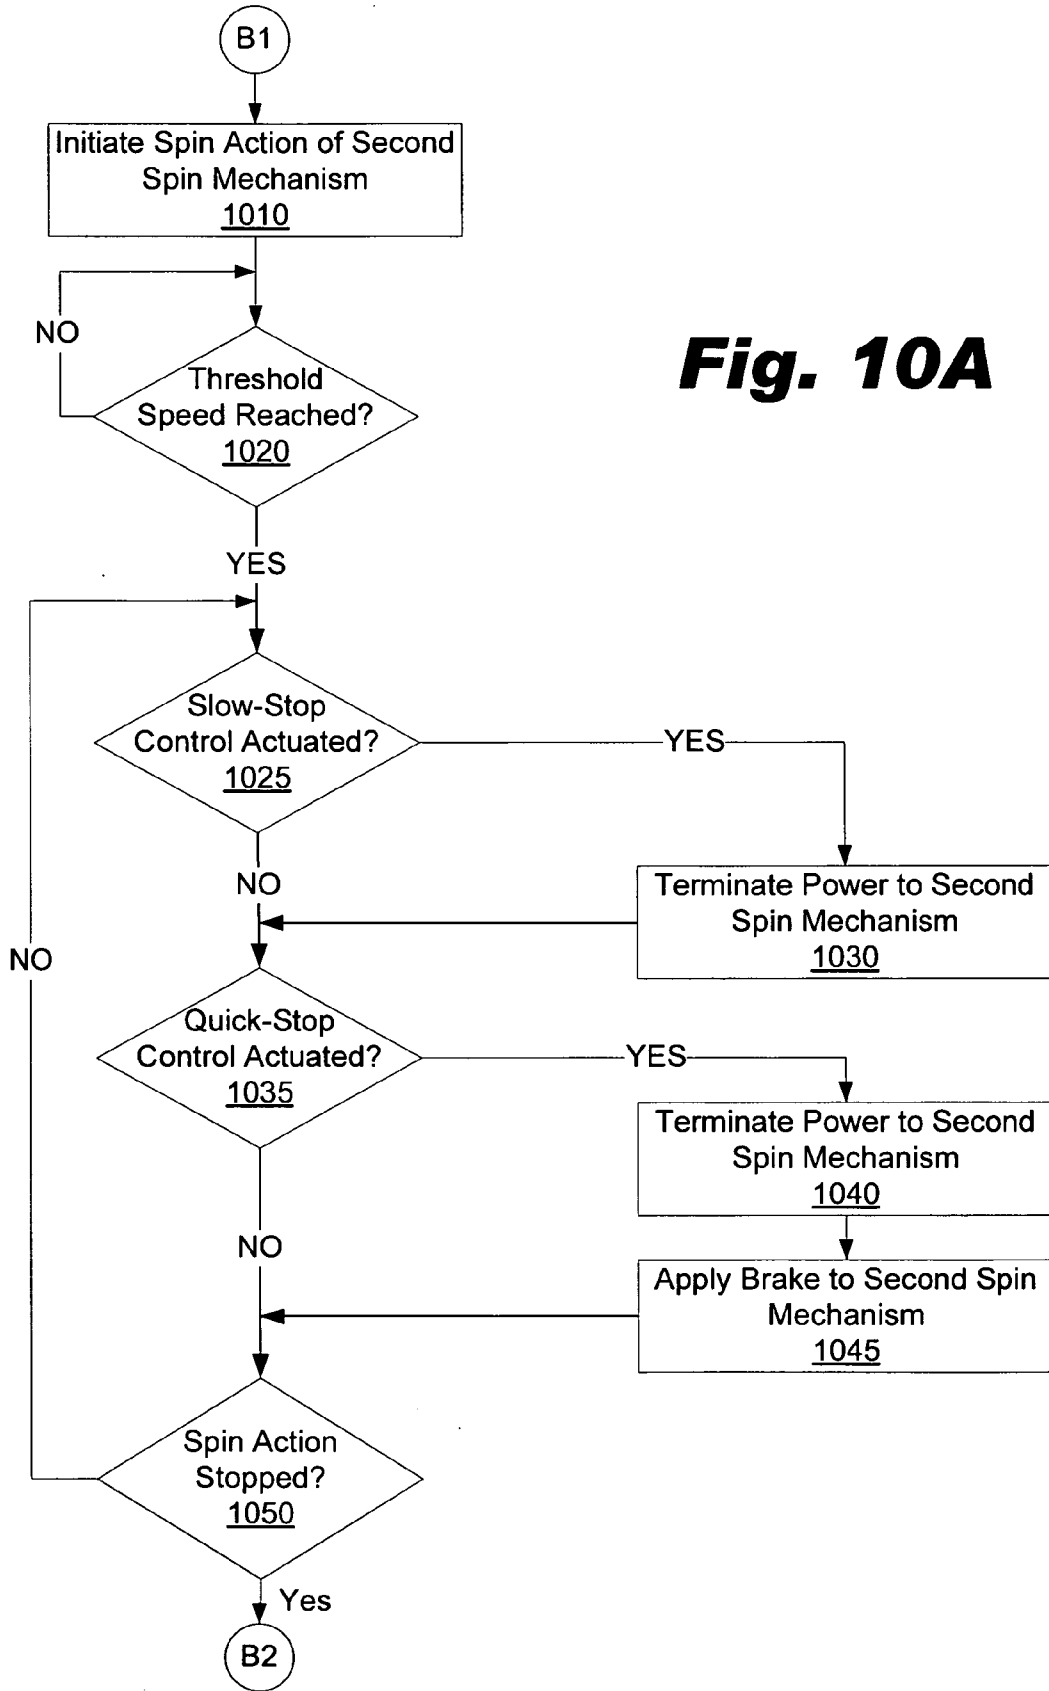 B1
Initiate Spin Action of Second
Spin Mechanism
1010
NO
Threshold
Speed Reached?
1020
Fig. 10A
YES
Slow-Stop
Control Actuated?
1025
YES
NO
Terminate Power to Second
Spin Mechanism
1030
NO
Quick-Stop
Control Actuated?
1035
YES
Terminate Power to Second
Spin Mechanism
1040
NO
Apply Brake to Second Spin
Mechanism
1045
Spin Action
Stopped?
1050
Yes
B2